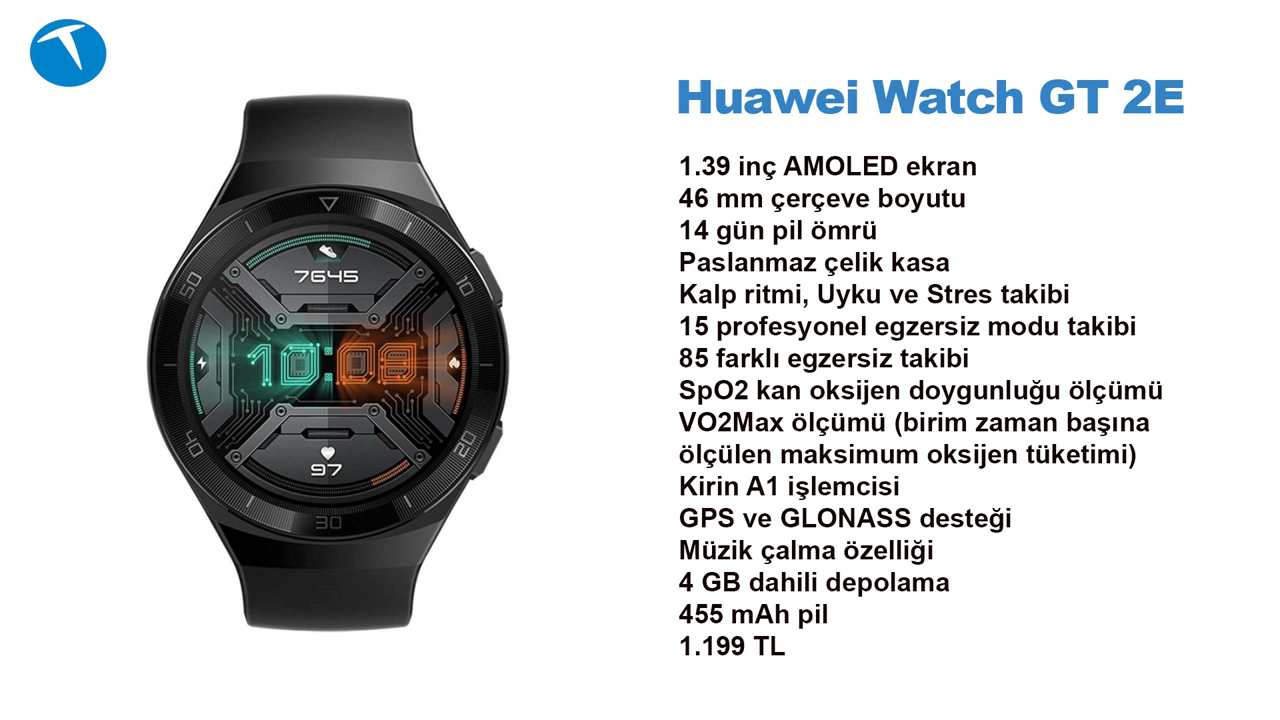 Huawei Watch GT 2E
1.39 inç AMOLED ekran
46 mm çerçeve boyutu
14 gün pil ömrü
Paslanmaz çelik kasa
Kalp ritmi, Uyku ve Stres takibi
15 profesyonel egzersiz modu takibi
85 farklı egzersiz takibi
SpO2 kan oksijen doygunluğu ölçümü
VO2Max ölçümü (birim zaman başına
ölçülen maksimum oksijen tüketimi)
Kirin A1 işlemcisi
GPS ve GLONASS desteği
Müzik çalma özelliği
4 GB dahili depolama
455 mAh pil
1.199 TL
7645
50
10
10:08
40
20
97
30